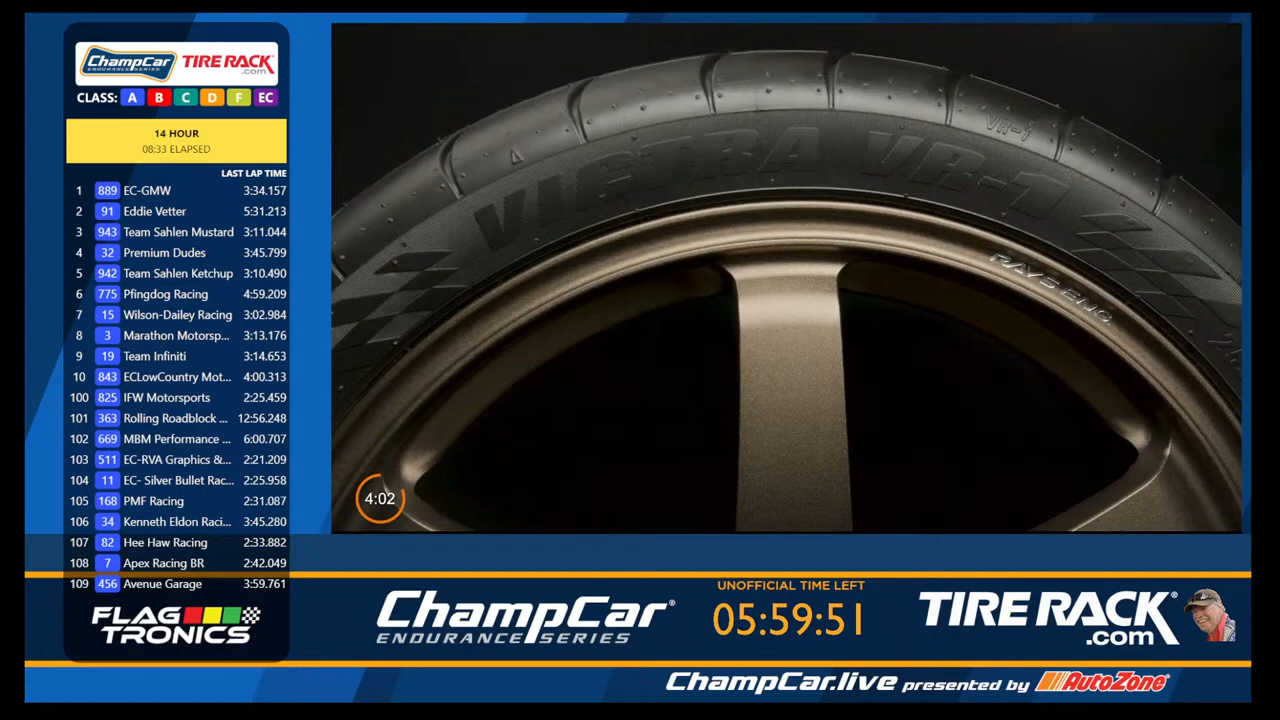 ChampCar
ENDURANCE SERIES
TIRE RACK
.com
CLASS: A B C D F EC
14 HOUR
08:33 ELAPSED
LAST LAP TIME
1 889 EC-GMW 3:34.157
2 91 Eddie Vetter 5:31.213
3 943 Team Sahlen Mustard 3:11.044
4 32 Premium Dudes 3:45.799
5 942 Team Sahlen Ketchup 3:10.490
6 775 Pfingdog Racing 4:59.209
7 15 Wilson-Dailey Racing 3:02.984
8 3 Marathon Motorsp... 3:13.176
9 19 Team Infiniti 3:14.653
10 843 ECLowCountry Mot... 4:00.313
100 825 IFW Motorsports 2:25.459
101 363 Rolling Roadblock ... 12:56.248
102 669 MBM Performance ... 6:00.707
103 511 EC-RVA Graphics &... 2:21.209
104 11 EC- Silver Bullet Rac... 2:25.958
105 168 PMF Racing 2:31.087
106 34 Kenneth Eldon Raci... 3:45.280
107 82 Hee Haw Racing 2:33.882
108 7 Apex Racing BR 2:42.049
109 456 Avenue Garage 3:59.761
FLAG
TRONICS
VICTRA VR-1
VR-1
RAYS ENG.
4:02
ChampCar®
ENDURANCE SERIES
UNOFFICIAL TIME LEFT
05:59:51
TIRE RACK®
.com
ChampCar.live presented by AutoZone